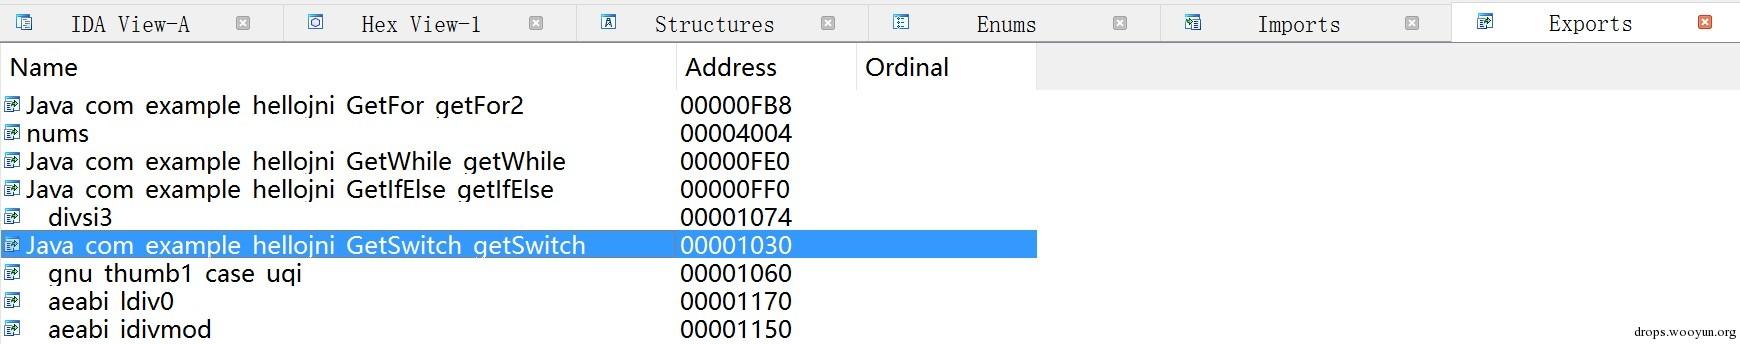 IDA View-A Hex View-1 Structures Enums Imports Exports
Name Address Ordinal
Java com example hellojni GetFor getFor2 00000FB8
nums 00004004
Java com example hellojni GetWhile getWhile 00000FE0
Java com example hellojni GetIfElse getIfElse 00000FF0
divsi3 00001074
Java com example hellojni GetSwitch getSwitch 00001030
gnu thumb1 case uqi 00001060
aeabi ldiv0 00001170
aeabi idivmod 00001150
drops.wooyun.org